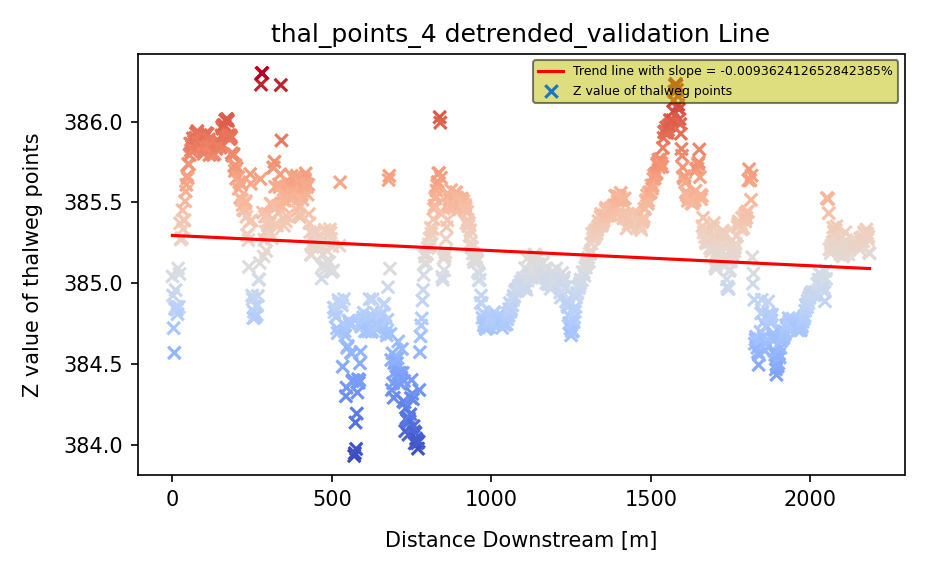 thal_points_4 detrended_validation Line
Trend line with slope = -0.009362412652842385%
Z value of thalweg points
Z value of thalweg points
386.0
385.5
385.0
384.5
384.0
0
500
1000
1500
2000
Distance Downstream [m]